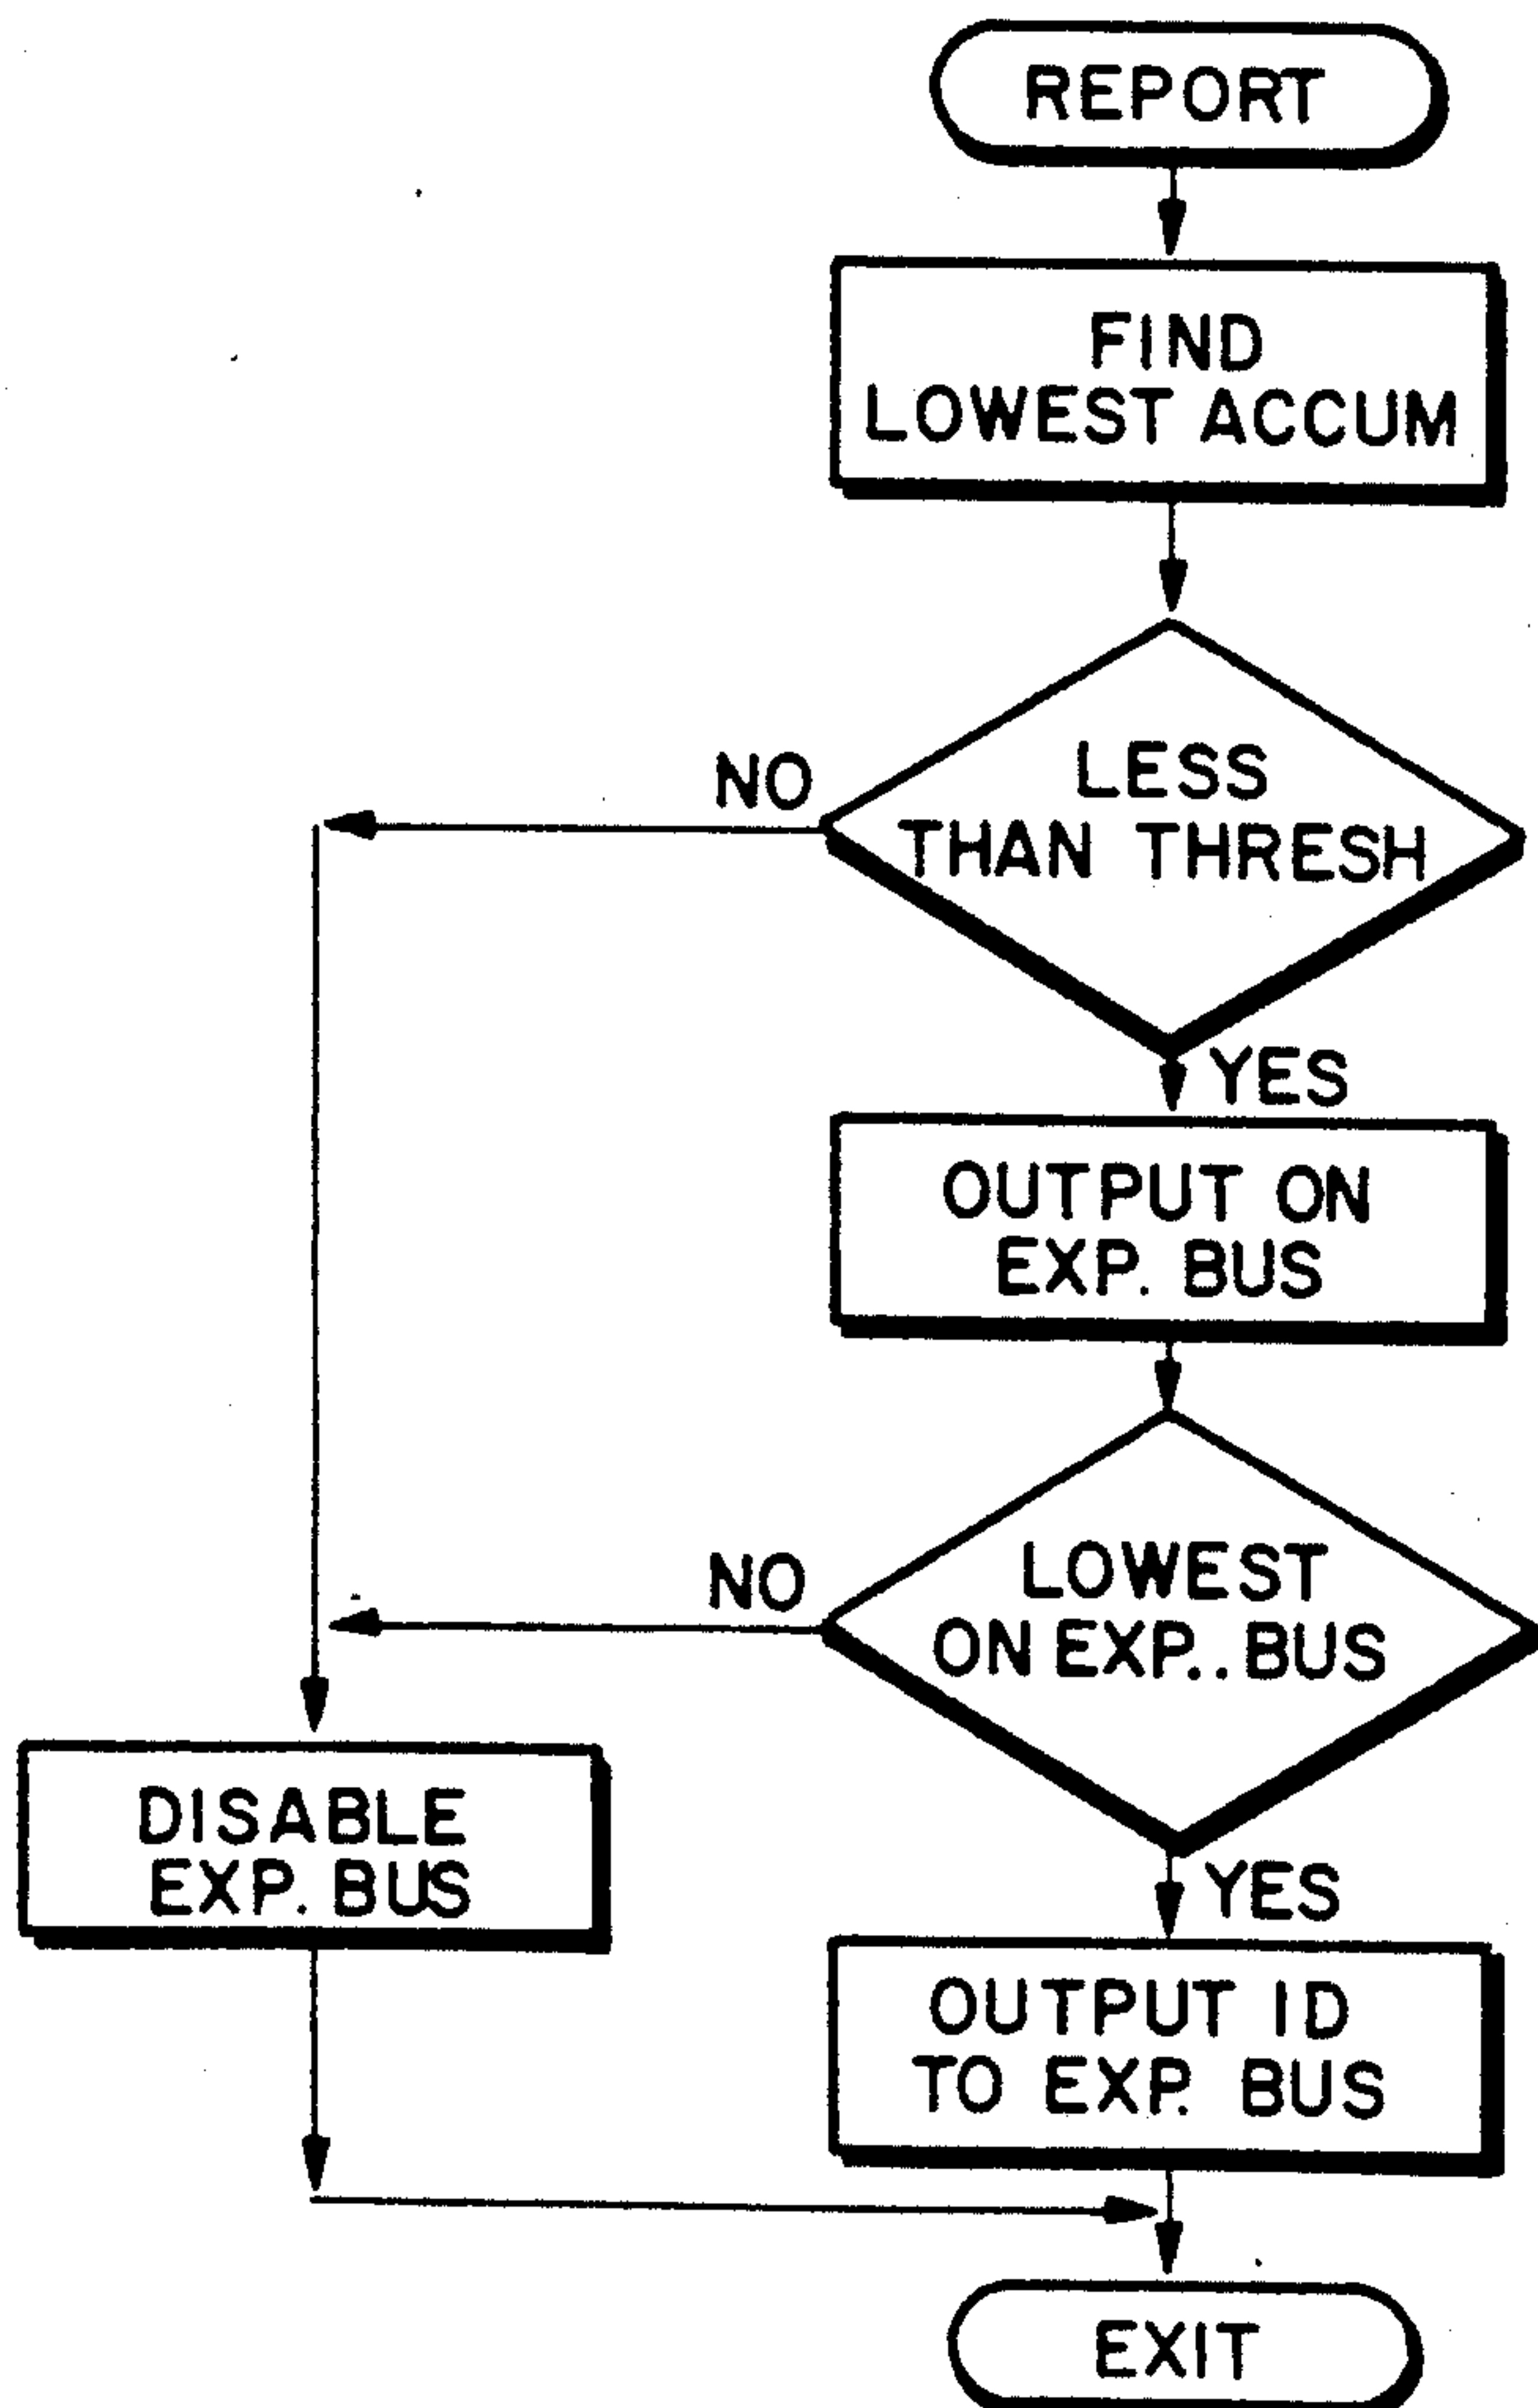 REPORT
FIND
LOWEST ACCUM
LESS
THAN THRESH
NO
YES
OUTPUT ON
EXP. BUS
LOWEST
ON EXP.. BUS
NO
YES
DISABLE
EXP. BUS
OUTPUT ID
TO EXP. BUS
EXIT